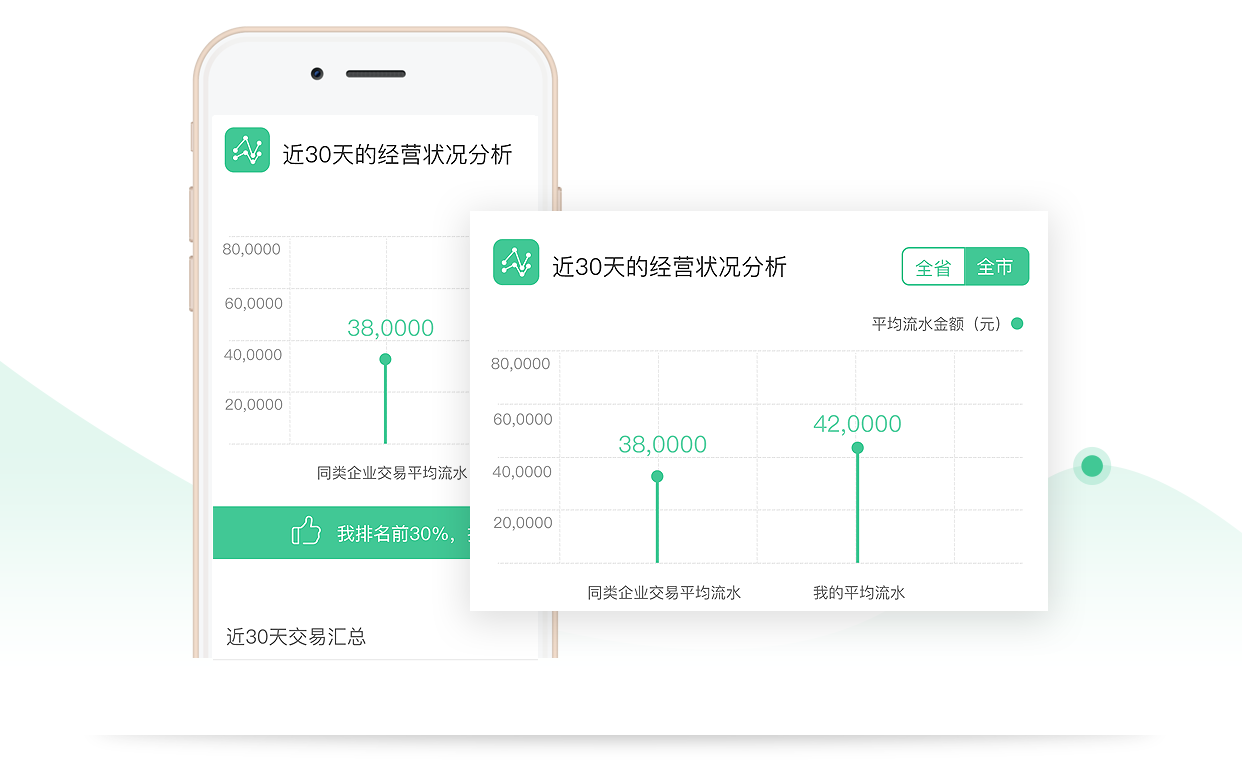 近30天的经营状况分析
80,0000
60,0000
38,0000
40,0000
20,0000
同类企业交易平均流水
我排名前30%，
近30天交易汇总
近30天的经营状况分析
全省
全市
平均流水金额（元）
80,0000
60,0000
42,0000
38,0000
40,0000
20,0000
同类企业交易平均流水
我的平均流水